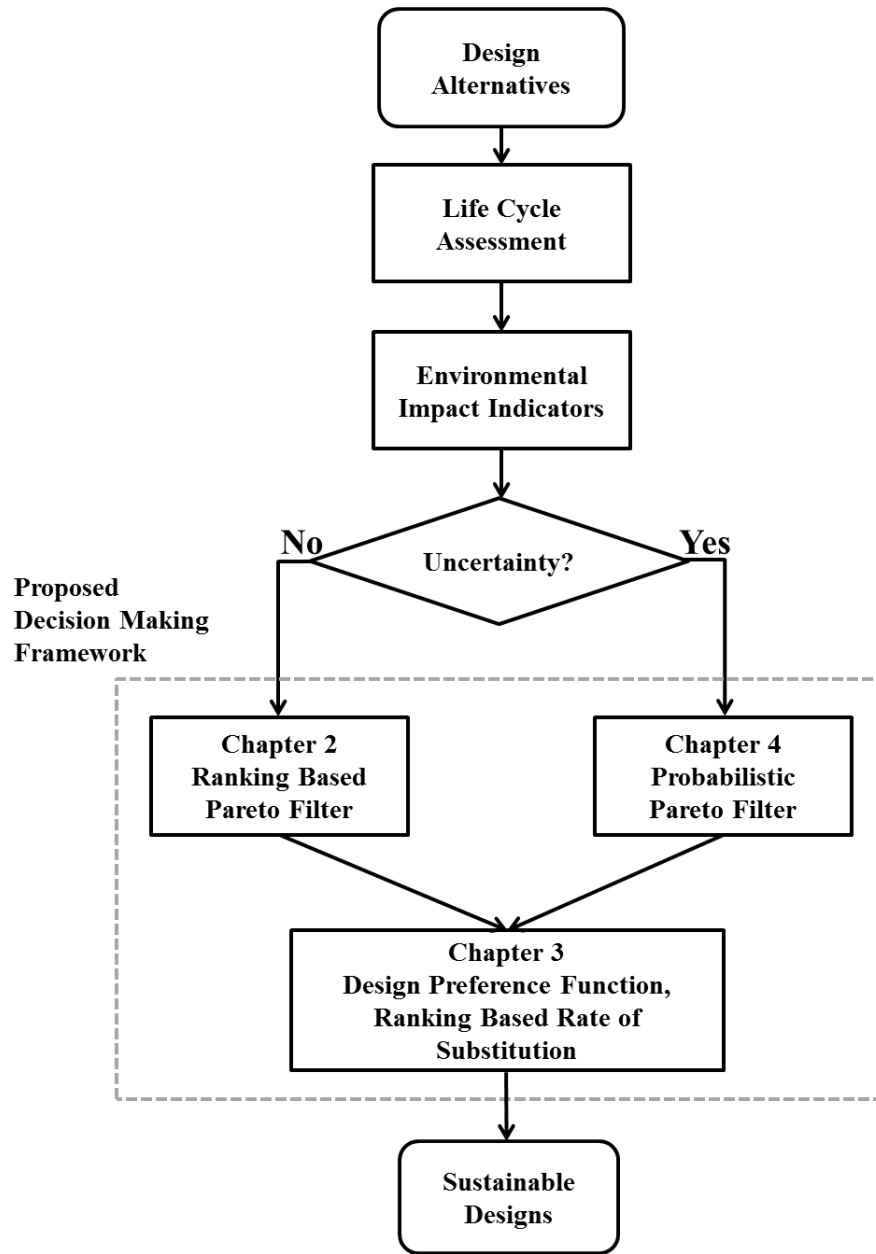 Design
Alternatives
Life Cycle
Assessment
Environmental
Impact Indicators
No
Yes
Uncertainty?
Proposed
Decision Making
Framework
Chapter 2
Ranking Based
Pareto Filter
Chapter 4
Probabilistic
Pareto Filter
Chapter 3
Design Preference Function,
Ranking Based Rate of
Substitution
Sustainable
Designs